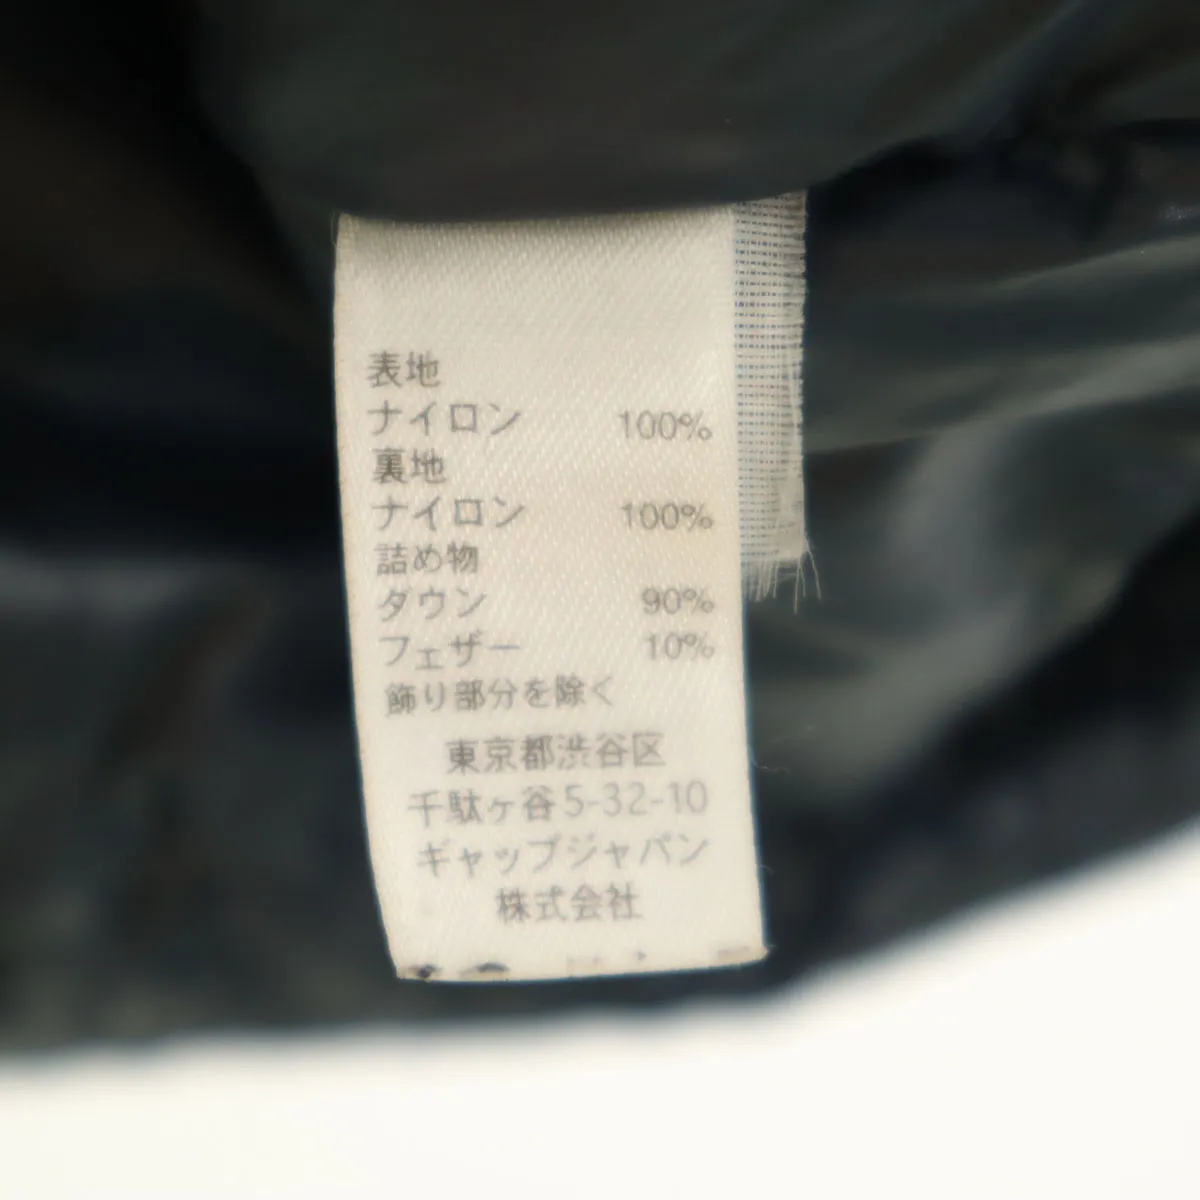 表地
ナイロン 100%
裏地
ナイロン 100%
詰め物
ダウン 90%
フェザー 10%
飾り部分を除く
東京都渋谷区
千駄ヶ谷5-32-10
ギャップジャパン
株式会社